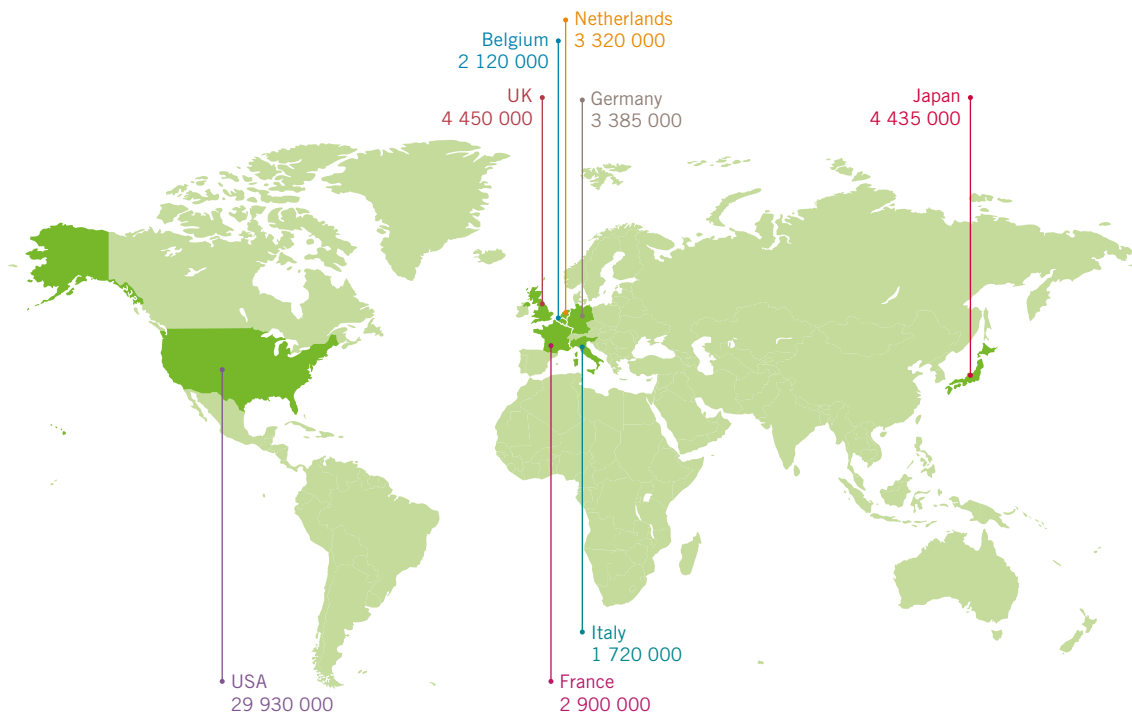 Netherlands
3 320 000
Belgium
2 120 000
UK
4 450 000
Germany
3 385 000
Japan
4 435 000
Italy
1 720 000
USA
29 930 000
France
2 900 000